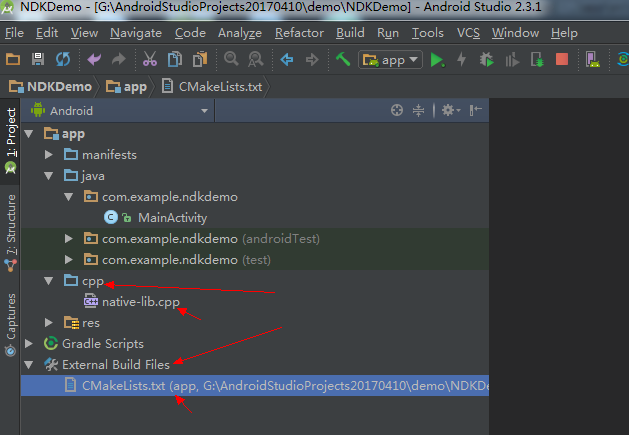 NDKDemo - [G:\AndroidStudioProjects20170410\demo\NDKDemo] - Android Studio 2.3.1
File Edit View Navigate Code Analyze Refactor Build Run Tools VCS Window Help
app
NDKDemo app CMakeLists.txt
1: Project
Android
app
manifests
java
com.example.ndkdemo
MainActivity
com.example.ndkdemo (androidTest)
com.example.ndkdemo (test)
cpp
native-lib.cpp
res
Gradle Scripts
External Build Files
CMakeLists.txt (app, G:\AndroidStudioProjects20170410\demo\NDKDe
7: Structure
Captures